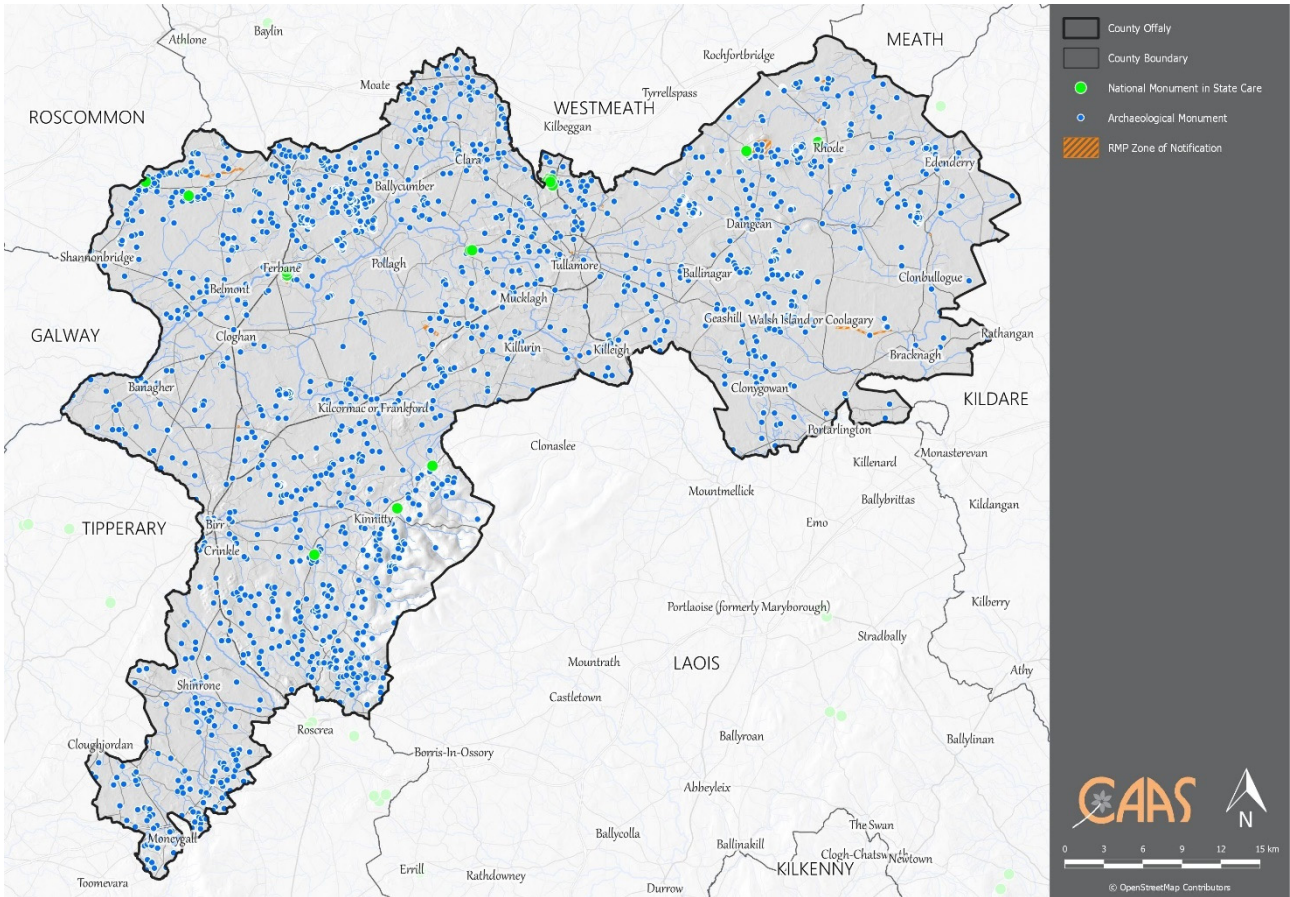 Baylin
Athlone
MEATH
Rochfortbridge
Moate
Tyrrellspass
WESTMEATH
ROSCOMMON
Kilbeggan
Rhode
Clara
Edenderry
Ballycumber
Daingean
Shannonbridge
Pollagh
Ferbane
Tullamore
Ballinagar
Clonbullogue
Belmont
Mucklagh
Geashill
Walsh Island or Coolagary
GALWAY
Cloghan
Rathangan
Killurin
Killeigh
Bracknagh
Banagher
Clonygowan
KILDARE
Kilcormac or Frankford
Portarlington
Clonaslee
Monasterevan
Killenard
Mountmellick
Ballybrittas
Kildangan
TIPPERARY
Birr
Kinnitty
Emo
Crinkle
Kilberry
Portlaoise (formerly Maryborough)
Stradbally
Mountrath
LAOIS
Athy
Shinrone
Castletown
Roscrea
Cloughjordan
Borris-In-Ossory
Ballyroan
Ballylinan
Abbeyleix
The Swan
Moneygall
Ballycolla
Ballinakill
Newtown
Errill
Rathdowney
KILKENNY
Toomevara
Durrow
County Offaly
County Boundary
National Monument in State Care
Archaeological Monument
RMP Zone of Notification
CAAS
N
0 3 6 9 12 15 km
© OpenStreetMap Contributors